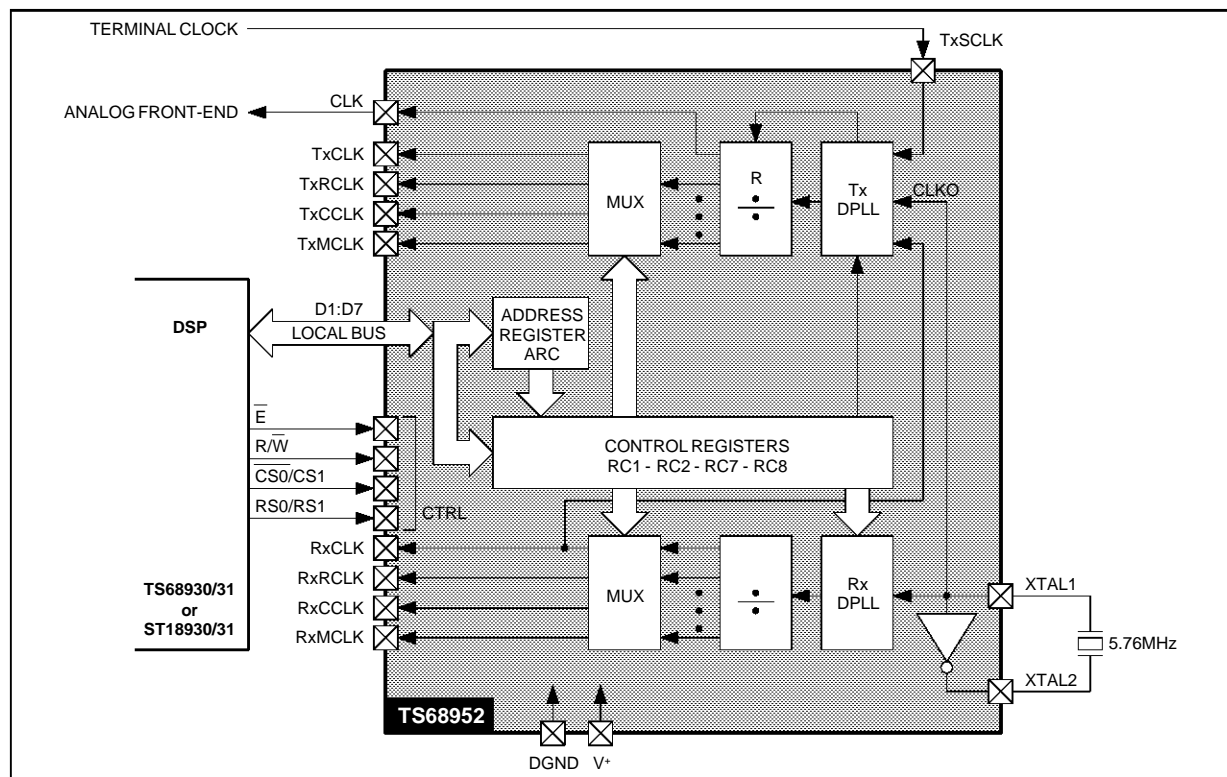 TERMINAL CLOCK
TxSCLK
ANALOG FRONT-END
CLK
TxCLK
TxRCLK
TxCCLK
TxMCLK
MUX
R
÷
Tx
DPLL
CLKO
DSP
D1:D7
LOCAL BUS
ADDRESS
REGISTER
ARC
E̅
R/W̅
C̅S̅0̅/CS1
RS0/RS1
CTRL
CONTROL REGISTERS
RC1 - RC2 - RC7 - RC8
RxCLK
RxRCLK
RxCCLK
RxMCLK
MUX
÷
Rx
DPLL
XTAL1
5.76MHz
XTAL2
TS68930/31
or
ST18930/31
TS68952
DGND
V+